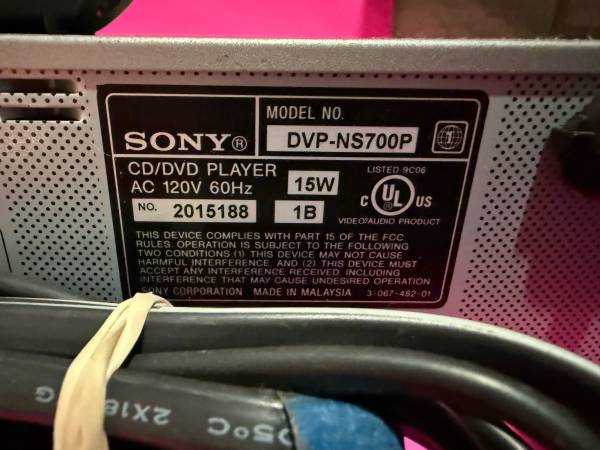 MODEL NO.
SONY® DVP-NS700P 1
CD/DVD PLAYER
AC 120V 60Hz 15W
LISTED 9C06
C UL US
NO. 2015188 1B
VIDEO/AUDIO PRODUCT
THIS DEVICE COMPLIES WITH PART 15 OF THE FCC
RULES. OPERATION IS SUBJECT TO THE FOLLOWING
TWO CONDITIONS (1) THIS DEVICE MAY NOT CAUSE
HARMFUL INTERFERENCE, AND (2) THIS DEVICE MUST
ACCEPT ANY INTERFERENCE RECEIVED, INCLUDING
INTERFERENCE THAT MAY CAUSE UNDESIRED OPERATION
SONY CORPORATION MADE IN MALAYSIA 3-067-482-01